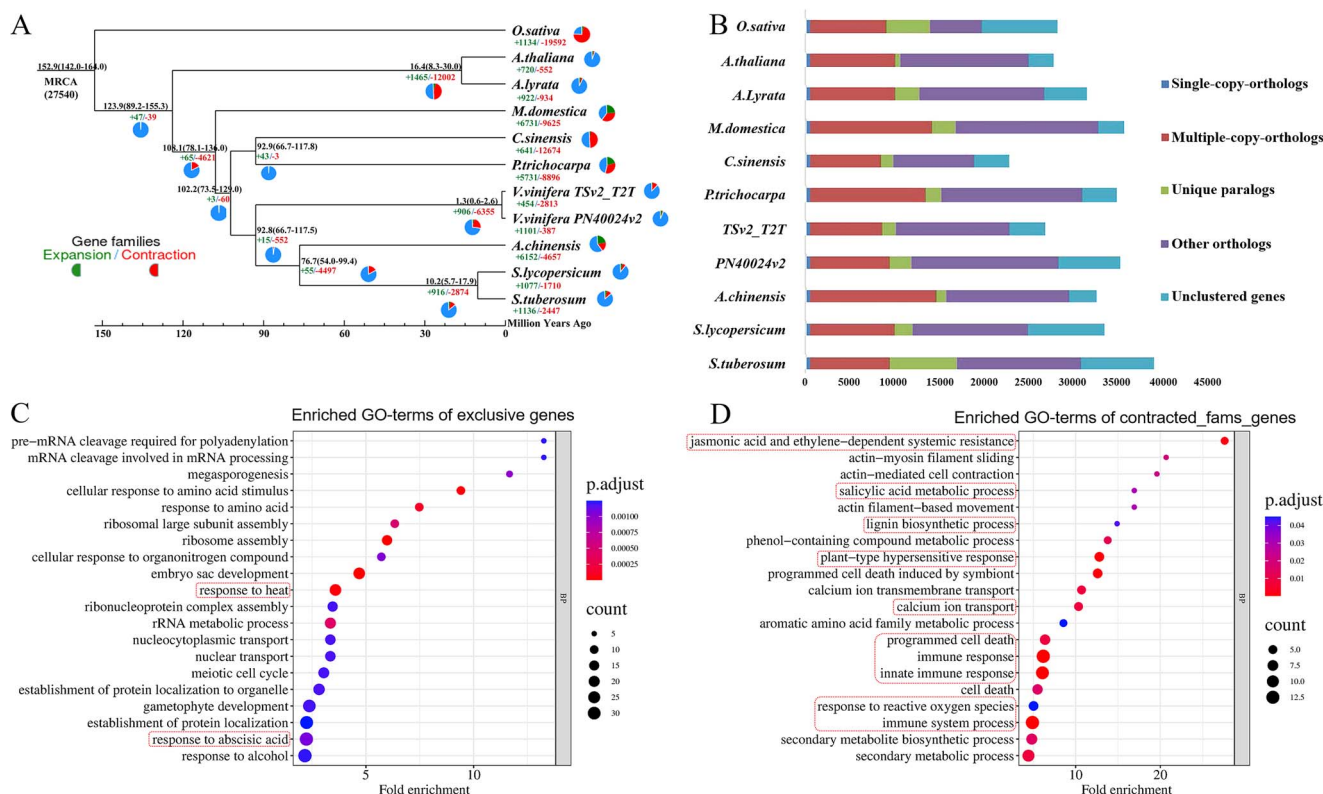 A
O.sativa
+1134/-19592
A.thaliana
+720/-552
16.4(8.3-30.0)
+1465/-12002
A.lyrata
+922/-934
152.9(142.0-164.0)
MRCA
(27540)
123.9(89.2-155.3)
+47/-39
M.domestica
+6731/-9625
108.1(78.1-136.0)
+65/-4621
C.sinensis
+641/-12674
92.9(66.7-117.8)
+43/-3
P.trichocarpa
+5731/-8896
102.2(73.5-129.0)
+3/-60
V.vinifera TSv2_T2T
+454/-2813
1.3(0.6-2.6)
+906/-6355
V.vinifera PN40024v2
+1101/-387
92.8(66.7-117.5)
+15/-552
A.chinensis
+6152/-4657
76.7(54.0-99.4)
+55/-4497
S.lycopersicum
+1077/-1710
10.2(5.7-17.9)
+916/-2874
S.tuberosum
+1136/-2447
Gene families
Expansion / Contraction
150 120 90 60 30 0
Million Years Ago
B
O.sativa
A.thaliana
A.Lyrata
M.domestica
C.sinensis
P.trichocarpa
TSv2_T2T
PN40024v2
A.chinensis
S.lycopersicum
S.tuberosum
0 5000 10000 15000 20000 25000 30000 35000 40000 45000
Single-copy-orthologs
Multiple-copy-orthologs
Unique paralogs
Other orthologs
Unclustered genes
C
Enriched GO-terms of exclusive genes
pre-mRNA cleavage required for polyadenylation
mRNA cleavage involved in mRNA processing
megasporogenesis
cellular response to amino acid stimulus
response to amino acid
ribosomal large subunit assembly
ribosome assembly
cellular response to organonitrogen compound
embryo sac development
response to heat
ribonucleoprotein complex assembly
rRNA metabolic process
nucleocytoplasmic transport
nuclear transport
meiotic cell cycle
establishment of protein localization to organelle
gametophyte development
establishment of protein localization
response to abscisic acid
response to alcohol
5 10
Fold enrichment
BP
p.adjust
0.00100
0.00075
0.00050
0.00025
count
5
10
15
20
25
30
D
Enriched GO-terms of contracted_fams_genes
jasmonic acid and ethylene-dependent systemic resistance
actin-myosin filament sliding
actin-mediated cell contraction
salicylic acid metabolic process
actin filament-based movement
lignin biosynthetic process
phenol-containing compound metabolic process
plant-type hypersensitive response
programmed cell death induced by symbiont
calcium ion transmembrane transport
calcium ion transport
aromatic amino acid family metabolic process
programmed cell death
immune response
innate immune response
cell death
response to reactive oxygen species
immune system process
secondary metabolite biosynthetic process
secondary metabolic process
10 20
Fold enrichment
BP
p.adjust
0.04
0.03
0.02
0.01
count
5.0
7.5
10.0
12.5